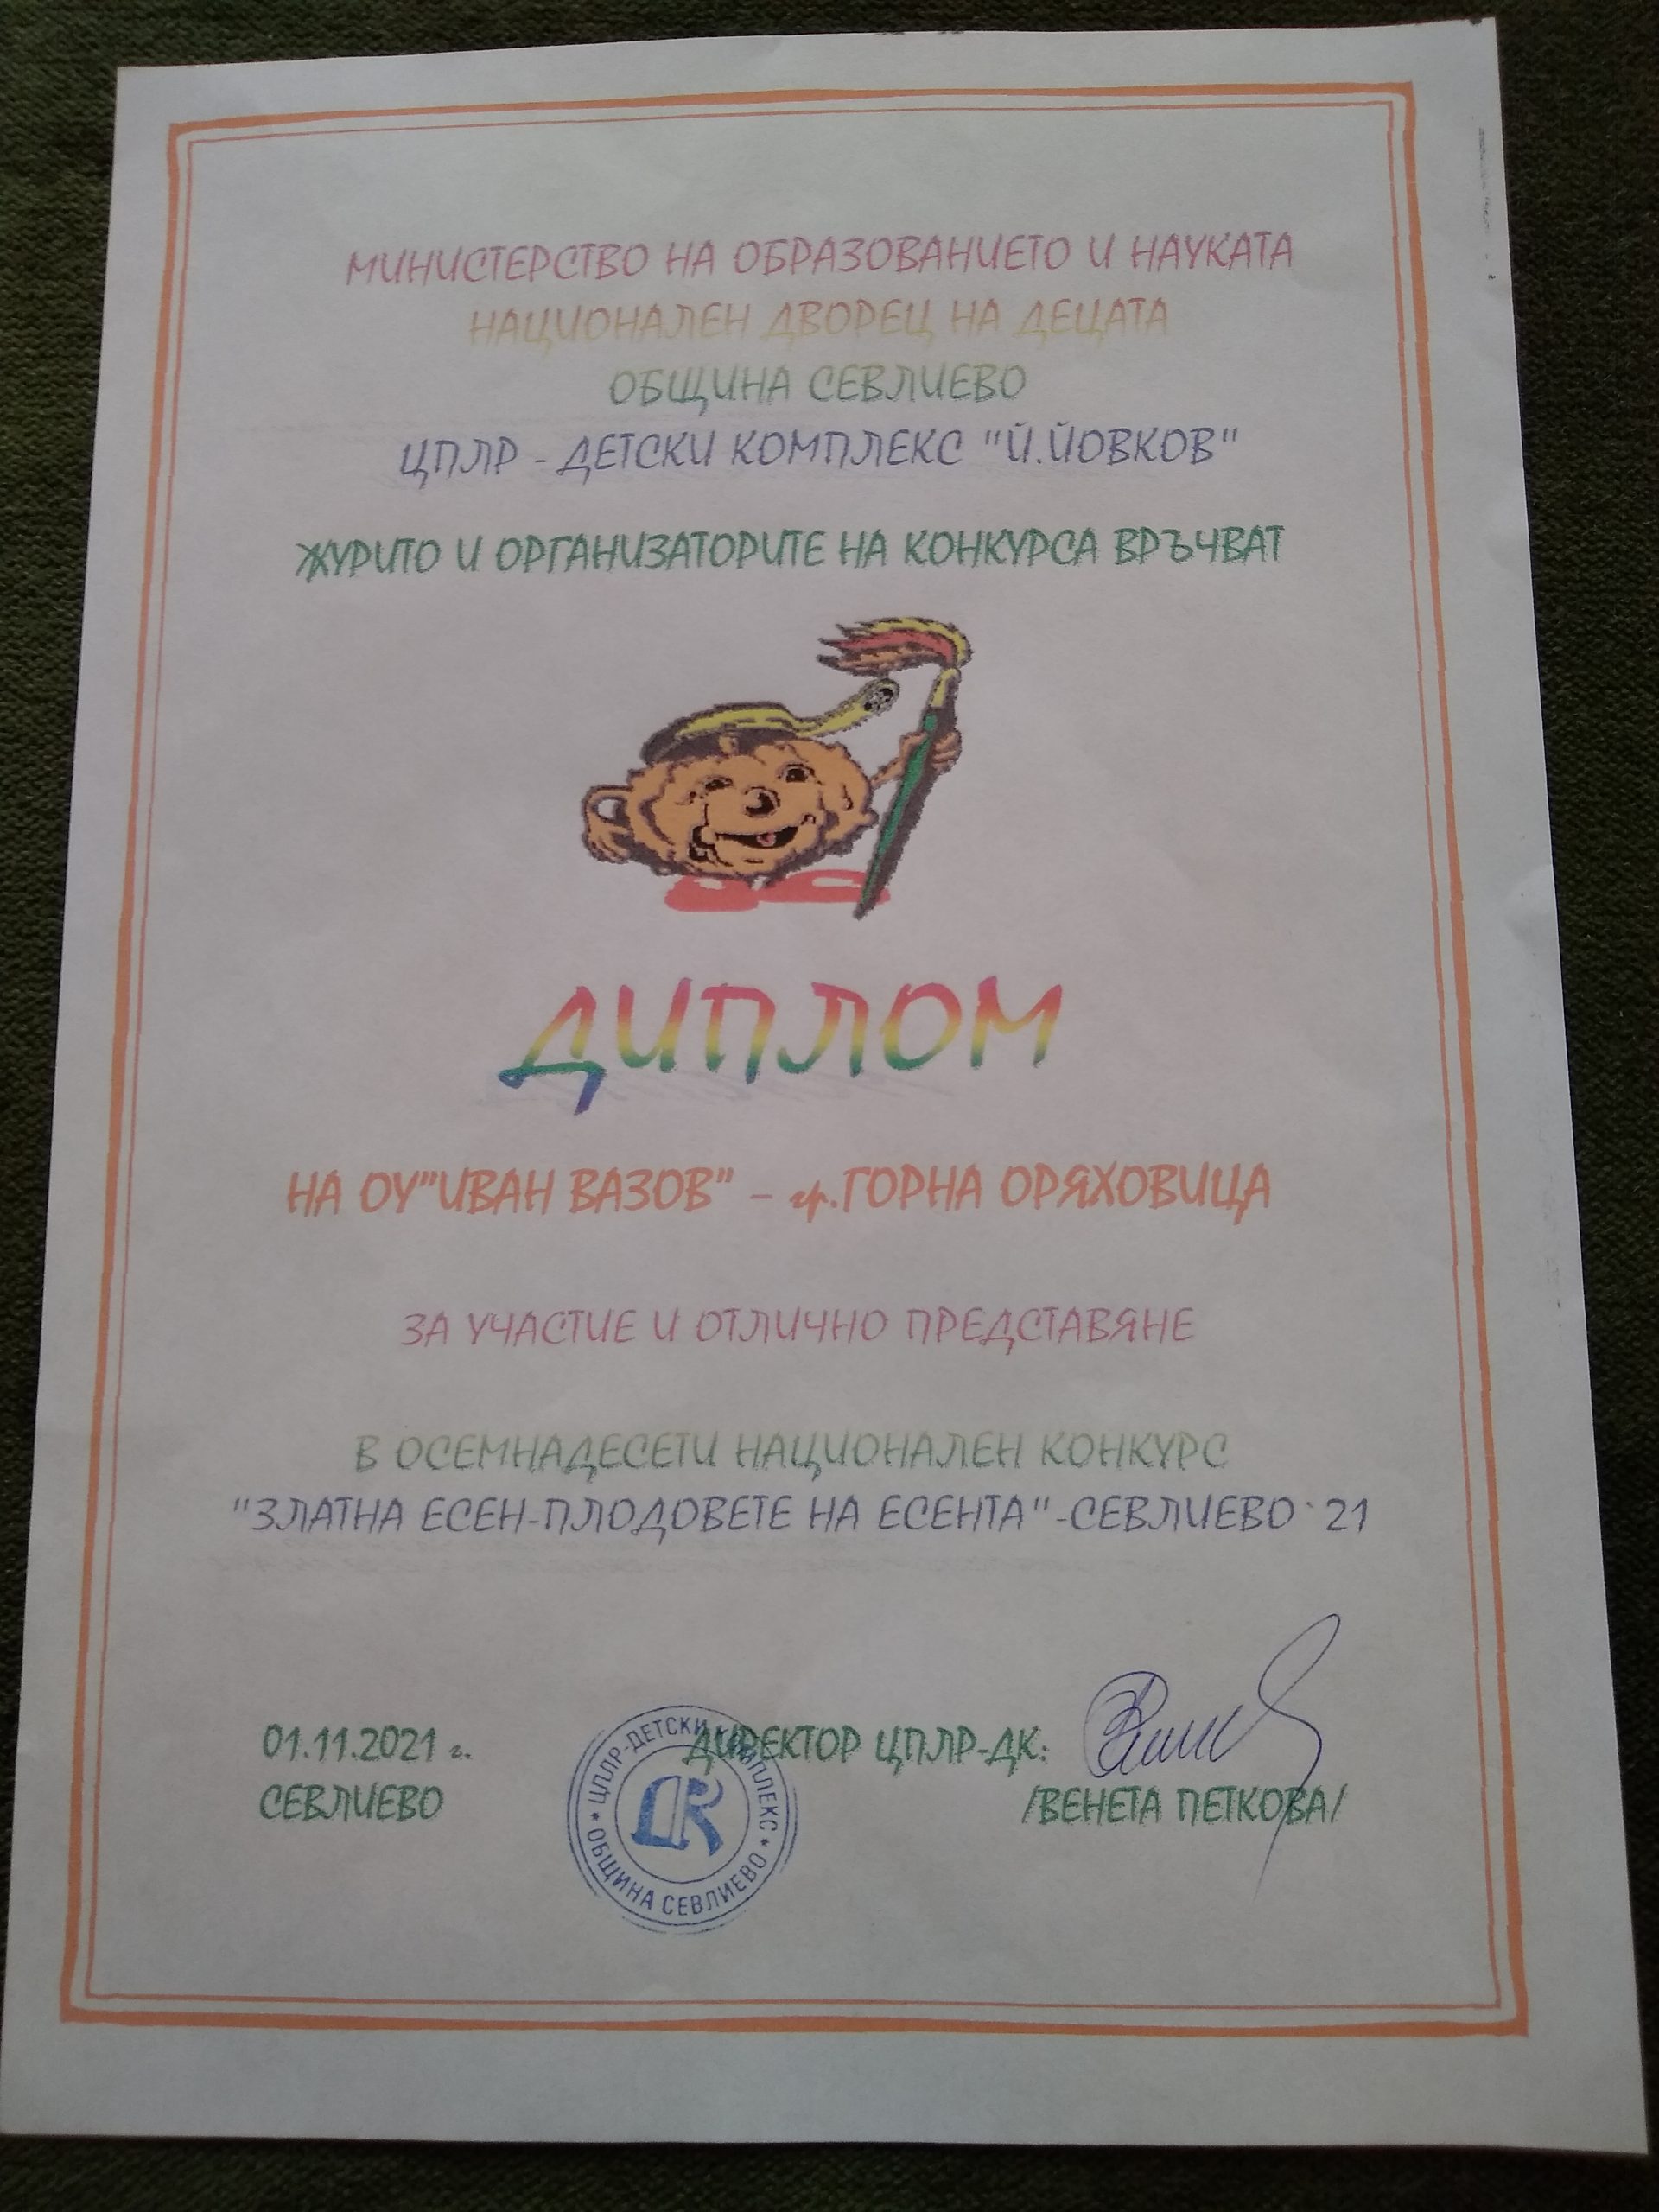 МИНИСТЕРСТВО НА ОБРАЗОВАНИЕТО И НАУКАТА
НАЦИОНАЛЕН ДВОРЕЦ НА ДЕЦАТА
ОБЩИНА СЕВЛИЕВО
ЦПЛР - ДЕТСКИ КОМПЛЕКС "Й.ЙОВКОВ"
ЖУРИТО И ОРГАНИЗАТОРИТЕ НА КОНКУРСА ВРЪЧВАТ
ДИПЛОМ
НА ОУ"ИВАН ВАЗОВ" – гр.ГОРНА ОРЯХОВИЦА
ЗА УЧАСТИЕ И ОТЛИЧНО ПРЕДСТАВЯНЕ
В ОСЕМНАДЕСЕТИ НАЦИОНАЛЕН КОНКУРС
"ЗЛАТНА ЕСЕН-ПЛОДОВЕТЕ НА ЕСЕНТА"-СЕВЛИЕВО`21
01.11.2021 г. ДИРЕКТОР ЦПЛР-ДК:
СЕВЛИЕВО /ВЕНЕТА ПЕТКОВА/
ЦПЛР-ДЕТСКИ КОМПЛЕКС
* ОБЩИНА СЕВЛИЕВО *